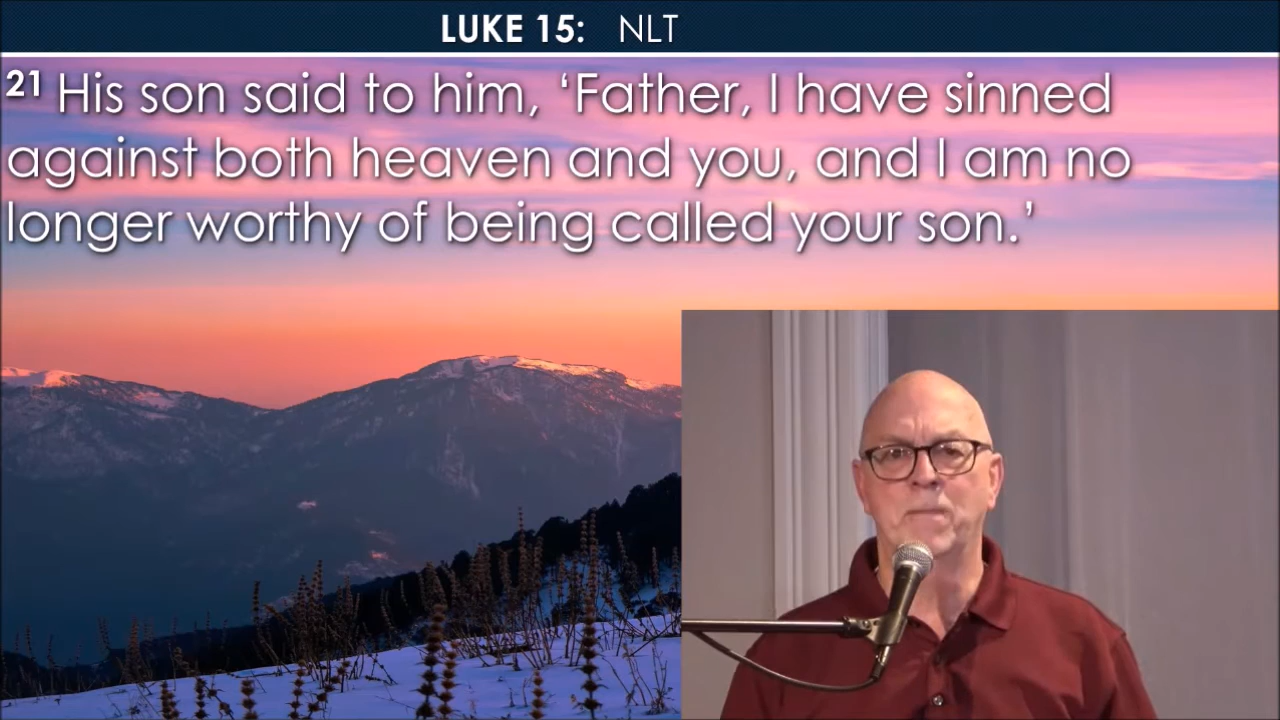 LUKE 15: NLT
21 His son said to him, ‘Father, I have sinned
against both heaven and you, and I am no
longer worthy of being called your son.’